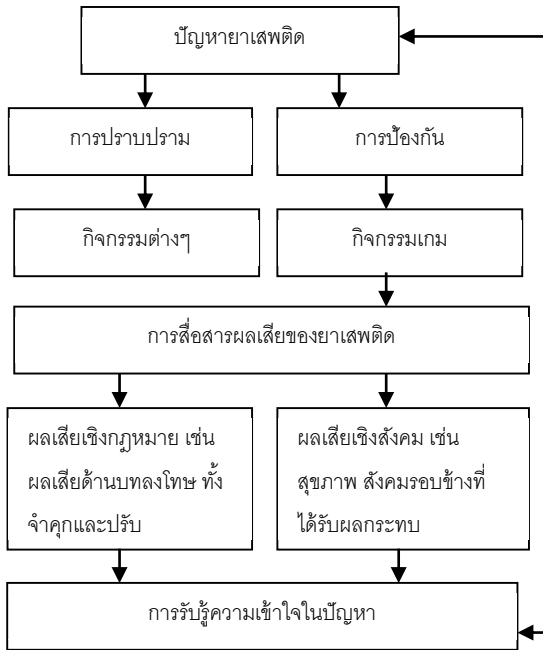 ปัญหายาเสพติด
การปราบปราม
การป้องกัน
กิจกรรมต่างๆ
กิจกรรมเกม
การสื่อสารผลเสียของยาเสพติด
ผลเสียเชิงกฎหมาย เช่น
ผลเสียด้านบทลงโทษ ทั้ง
จำคุกและปรับ
ผลเสียเชิงสังคม เช่น
สุขภาพ สังคมรอบข้างที่
ได้รับผลกระทบ
การรับรู้ความเข้าใจในปัญหา